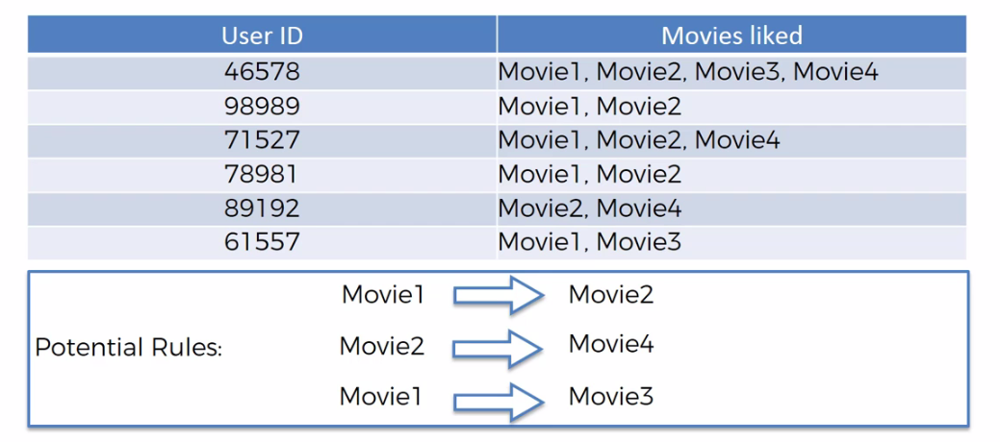 User ID Movies liked
46578 Movie1, Movie2, Movie3, Movie4
98989 Movie1, Movie2
71527 Movie1, Movie2, Movie4
78981 Movie1, Movie2
89192 Movie2, Movie4
61557 Movie1, Movie3
Movie1 Movie2
Potential Rules: Movie2 Movie4
Movie1 Movie3